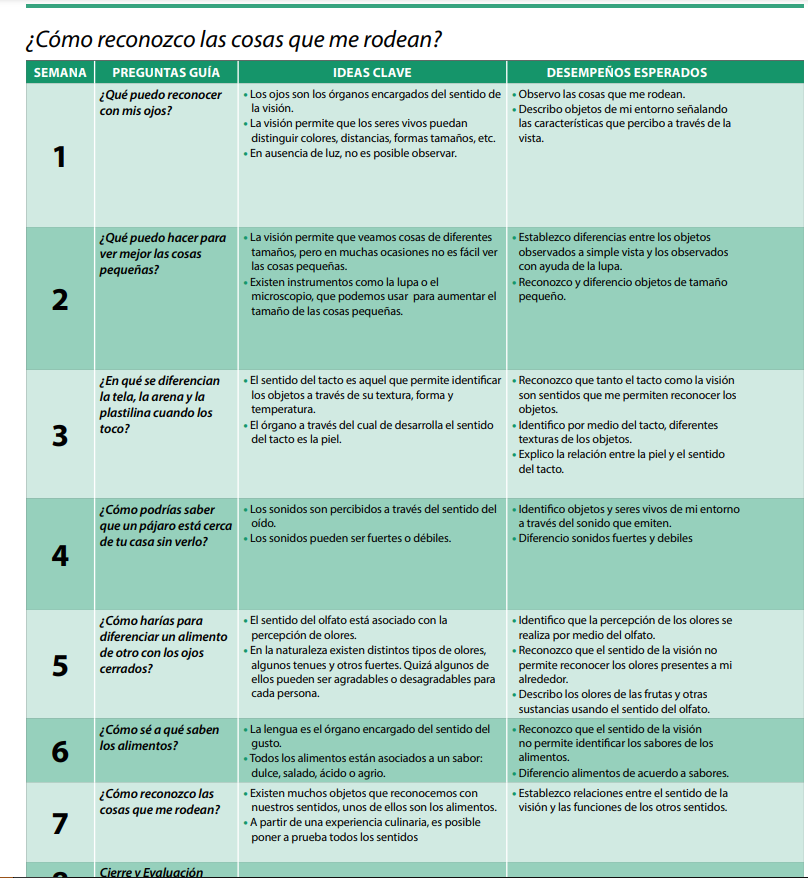 ¿Cómo reconozco las cosas que me rodean?
SEMANA
PREGUNTAS GUÍA
IDEAS CLAVE
DESEMPEÑOS ESPERADOS
1
¿Qué puedo reconocer
con mis ojos?
• Los ojos son los órganos encargados del sentido de
la visión.
• La visión permite que los seres vivos puedan
distinguir colores, distancias, formas tamaños, etc.
• En ausencia de luz, no es posible observar.
• Observo las cosas que me rodean.
• Describo objetos de mi entorno señalando
las características que percibo a través de la
vista.
2
¿Qué puedo hacer para
ver mejor las cosas
pequeñas?
• La visión permite que veamos cosas de diferentes
tamaños, pero en muchas ocasiones no es fácil ver
las cosas pequeñas.
• Existen instrumentos como la lupa o el
microscopio, que podemos usar para aumentar el
tamaño de las cosas pequeñas.
• Establezco diferencias entre los objetos
observados a simple vista y los observados
con ayuda de la lupa.
• Reconozco y diferencio objetos de tamaño
pequeño.
3
¿En qué se diferencian
la tela, la arena y la
plastilina cuando los
toco?
• El sentido del tacto es aquel que permite identificar
los objetos a través de su textura, forma y
temperatura.
• El órgano a través del cual de desarrolla el sentido
del tacto es la piel.
• Reconozco que tanto el tacto como la visión
son sentidos que me permiten reconocer los
objetos.
• Identifico por medio del tacto, diferentes
texturas de los objetos.
• Explico la relación entre la piel y el sentido
del tacto.
4
¿Cómo podrías saber
que un pájaro está cerca
de tu casa sin verlo?
• Los sonidos son percibidos a través del sentido del
oído.
• Los sonidos pueden ser fuertes o débiles.
• Identifico objetos y seres vivos de mi entorno
a través del sonido que emiten.
• Diferencio sonidos fuertes y debiles
5
¿Cómo harías para
diferenciar un alimento
de otro con los ojos
cerrados?
• El sentido del olfato está asociado con la
percepción de olores.
• En la naturaleza existen distintos tipos de olores,
algunos tenues y otros fuertes. Quizá algunos de
ellos pueden ser agradables o desagradables para
cada persona.
• Identifico que la percepción de los olores se
realiza por medio del olfato.
• Reconozco que el sentido de la visión no
permite reconocer los olores presentes a mi
alrededor.
• Describo los olores de las frutas y otras
sustancias usando el sentido del olfato.
6
¿Cómo sé a qué saben
los alimentos?
• La lengua es el órgano encargado del sentido del
gusto.
• Todos los alimentos están asociados a un sabor:
dulce, salado, ácido o agrio.
• Reconozco que el sentido de la visión
no permite identificar los sabores de los
alimentos.
• Diferencio alimentos de acuerdo a sabores.
7
¿Cómo reconozco las
cosas que me rodean?
• Existen muchos objetos que reconocemos con
nuestros sentidos, unos de ellos son los alimentos.
• A partir de una experiencia culinaria, es posible
poner a prueba todos los sentidos
• Establezco relaciones entre el sentido de la
visión y las funciones de los otros sentidos.
8
Cierre y Evaluación